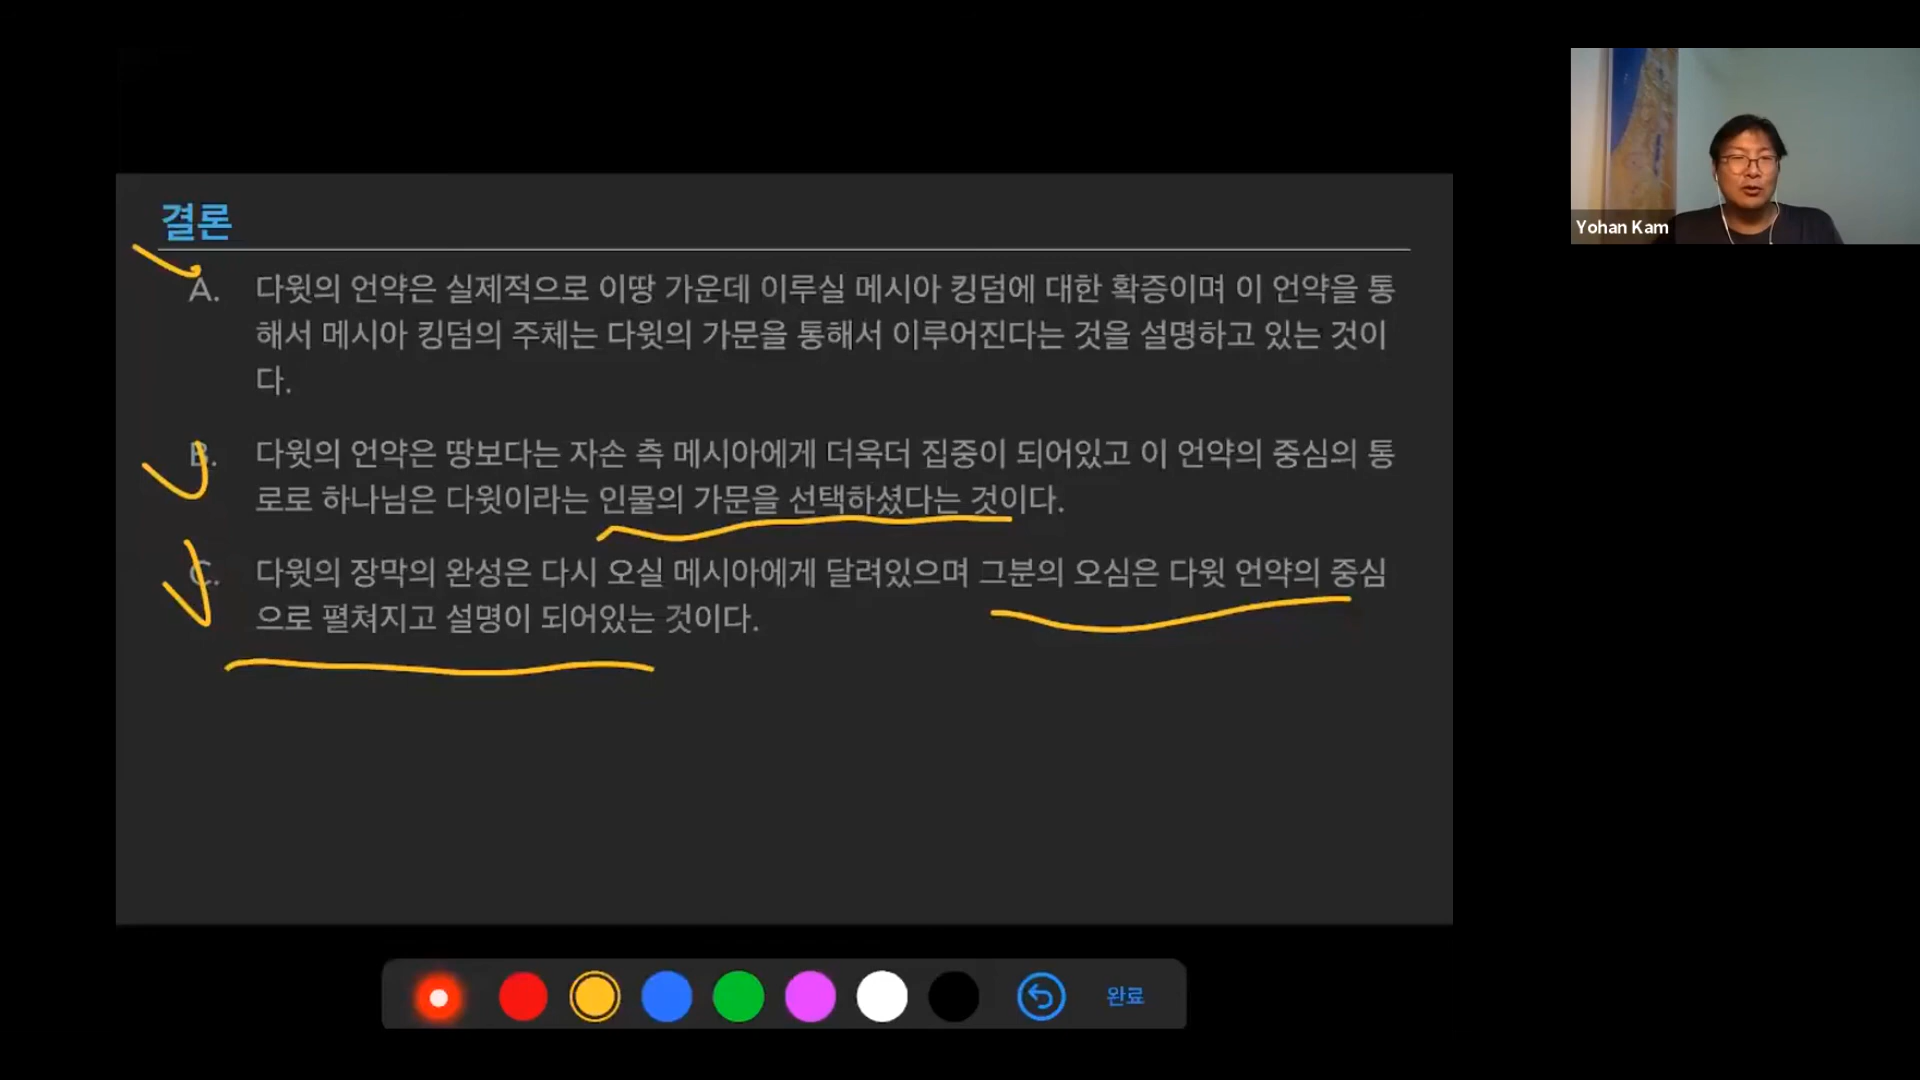 결론
A. 다윗의 언약은 실제적으로 이땅 가운데 이루실 메시아 킹덤에 대한 확증이며 이 언약을 통
해서 메시아 킹덤의 주체는 다윗의 가문을 통해서 이루어진다는 것을 설명하고 있는 것이
다.
B. 다윗의 언약은 땅보다는 자손 측 메시아에게 더욱더 집중이 되어있고 이 언약의 중심의 통
로로 하나님은 다윗이라는 인물의 가문을 선택하셨다는 것이다.
C. 다윗의 장막의 완성은 다시 오실 메시아에게 달려있으며 그분의 오심은 다윗 언약의 중심
으로 펼쳐지고 설명이 되어있는 것이다.
Yohan Kam
완료